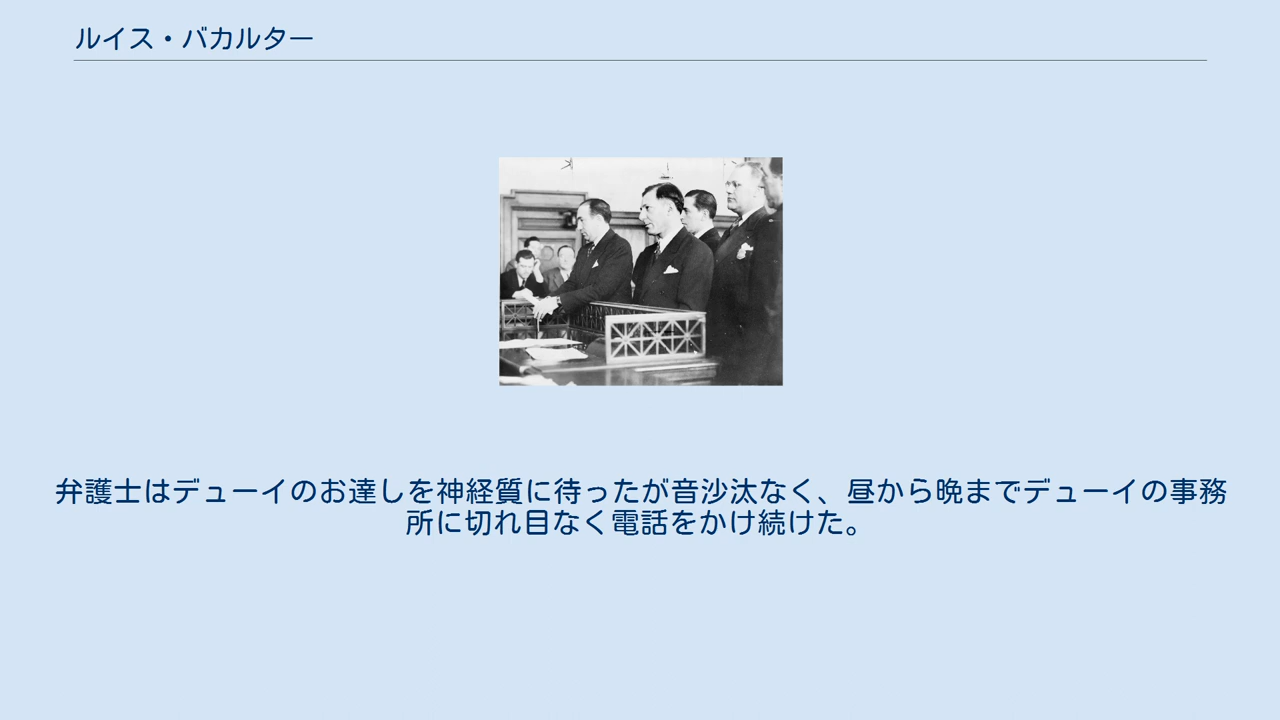 ルイス・バカルター
弁護士はデューイのお達しを神経質に待ったが音沙汰なく、昼から晩までデューイの事務
所に切れ目なく電話をかけ続けた。